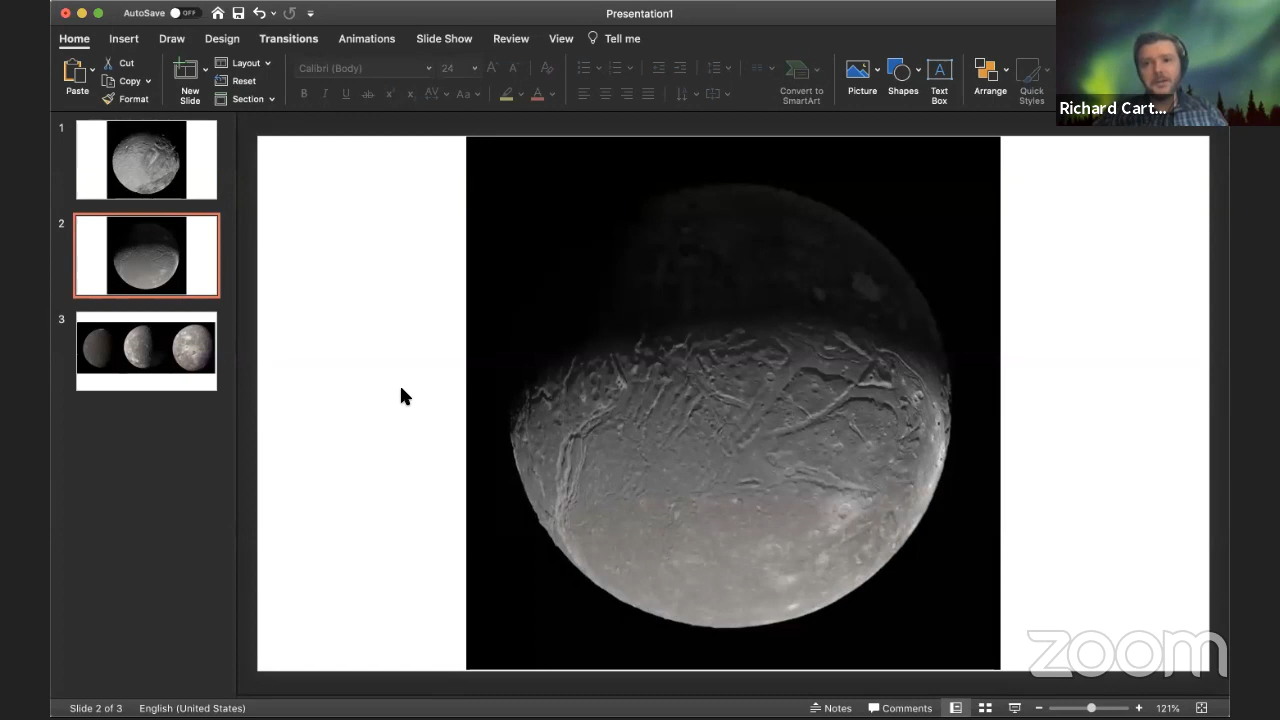 AutoSave OFF
Presentation1
Home Insert Draw Design Transitions Animations Slide Show Review View Tell me
Paste
Cut
Copy
Format
New Slide
Layout
Reset
Section
Calibri (Body) 24
Convert to SmartArt
Picture
Shapes
Text Box
Arrange
Quick Styles
Richard Cart...
1
2
3
zoom
Slide 2 of 3 English (United States) Notes Comments 121%